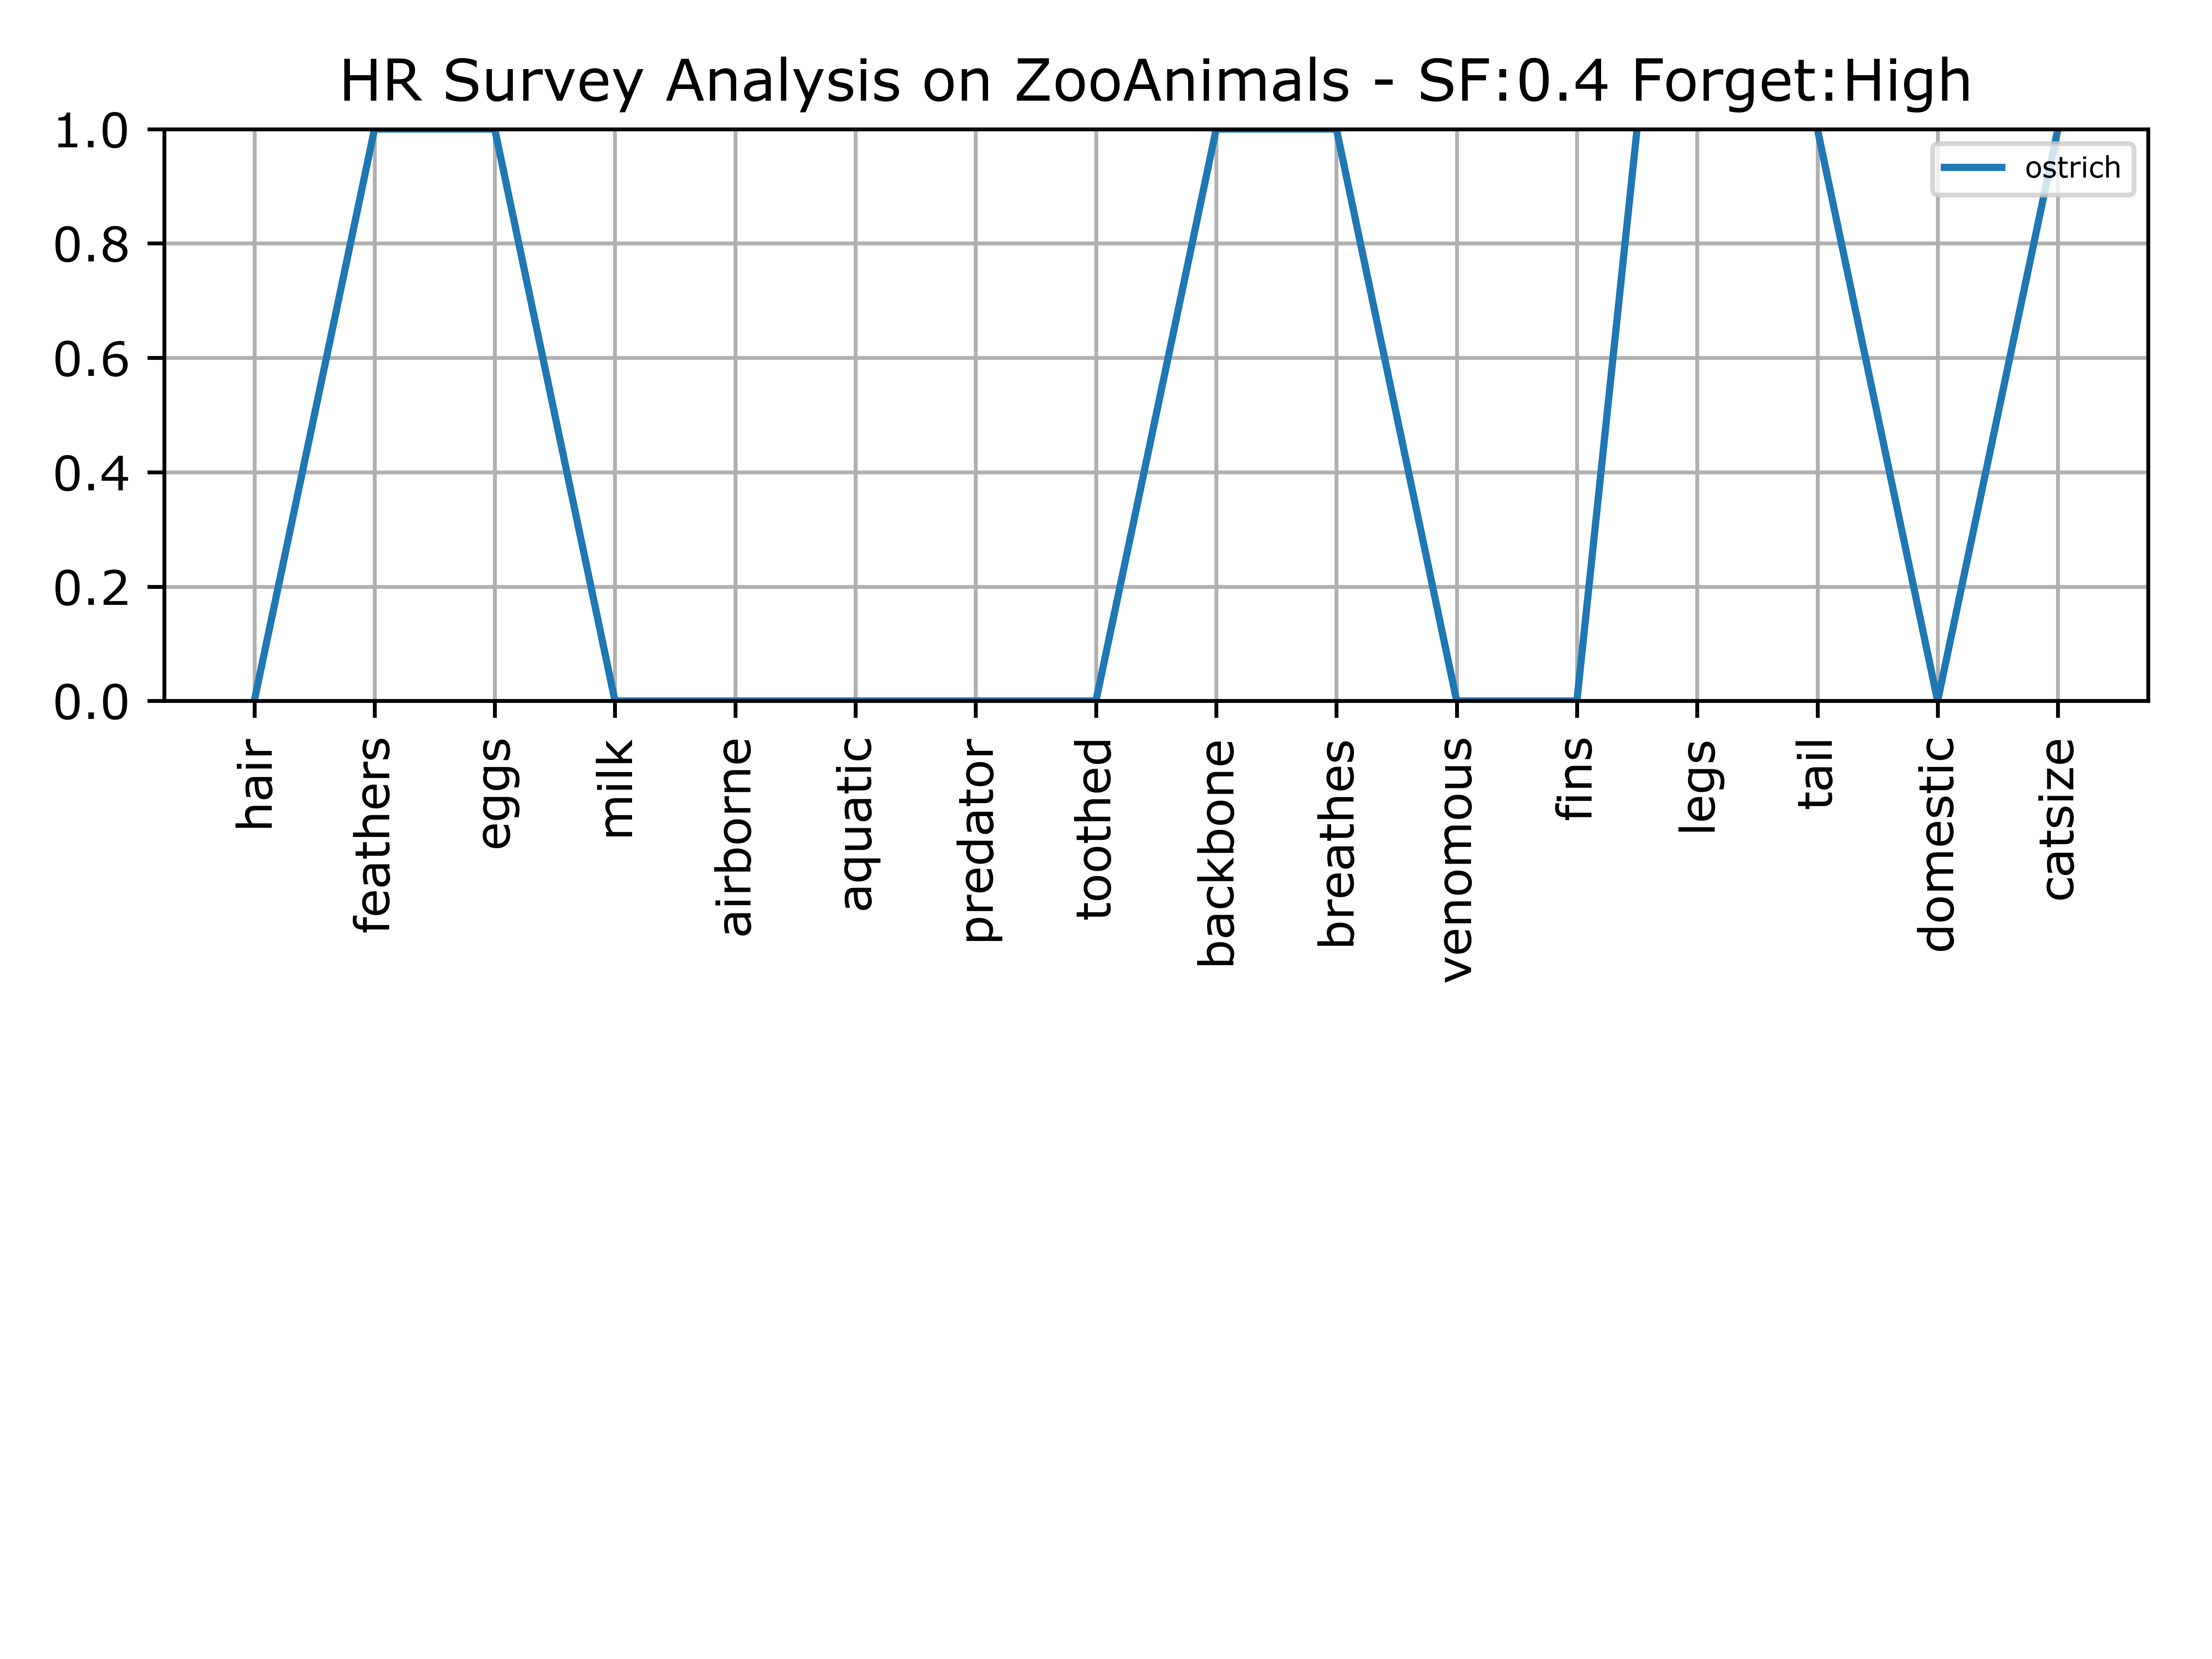 HR Survey Analysis on ZooAnimals - SF:0.4 Forget:High
1.0
0.8
0.6
0.4
0.2
0.0
ostrich
hair
feathers
eggs
milk
airborne
aquatic
predator
toothed
backbone
breathes
venomous
fins
legs
tail
domestic
catsize